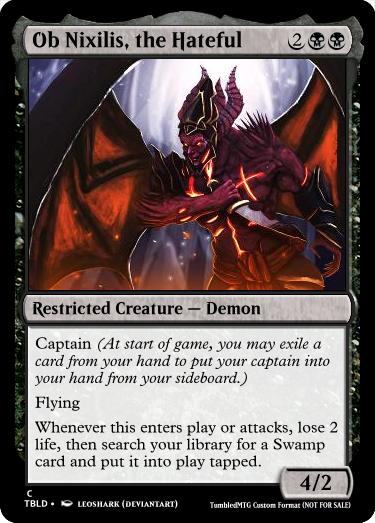 Ob Nixilis, the Hateful 2
Restricted Creature — Demon
Captain (At start of game, you may exile a
card from your hand to put your captain into
your hand from your sideboard.)
Flying
Whenever this enters play or attacks, lose 2
life, then search your library for a Swamp
card and put it into play tapped.
4/2
C
TBLD • LEOSHARK (DEVIANTART)
TumbledMTG Custom Format (NOT FOR SALE)